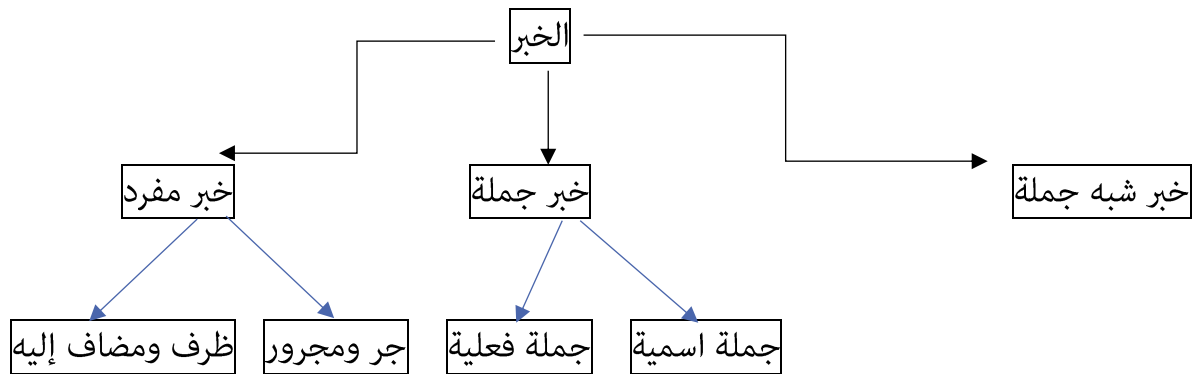 الخبر
خبر شبه جملة
خبر جملة
خبر مفرد
جملة اسمية
جملة فعلية
جر ومجرور
ظرف ومضاف إليه